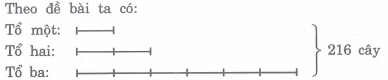 Theo đề bài ta có:
Tổ một:
Tổ hai:
216 cây
Tổ ba: